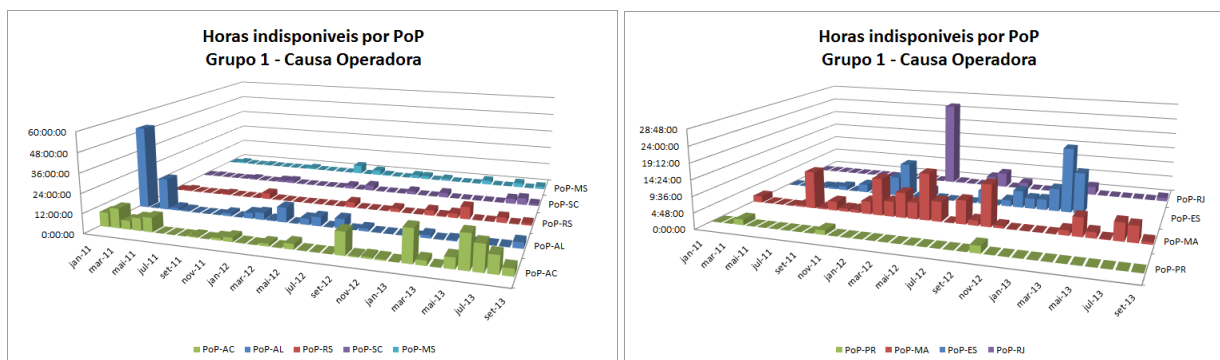 Horas indisponiveis por PoP
Grupo 1 - Causa Operadora
60:00:00
48:00:00
36:00:00
24:00:00
12:00:00
0:00:00
jan-11
mar-11
mai-11
jul-11
set-11
nov-11
jan-12
mar-12
mai-12
jul-12
set-12
nov-12
jan-13
mar-13
mai-13
jul-13
set-13
PoP-MS
PoP-SC
PoP-RS
PoP-AL
PoP-AC
PoP-AC PoP-AL PoP-RS PoP-SC PoP-MS
Horas indisponiveis por PoP
Grupo 1 - Causa Operadora
28:48:00
24:00:00
19:12:00
14:24:00
9:36:00
4:48:00
0:00:00
jan-11
mar-11
mai-11
jul-11
set-11
nov-11
jan-12
mar-12
mai-12
jul-12
set-12
nov-12
jan-13
mar-13
mai-13
jul-13
set-13
PoP-RJ
PoP-ES
PoP-MA
PoP-PR
PoP-PR PoP-MA PoP-ES PoP-RJ